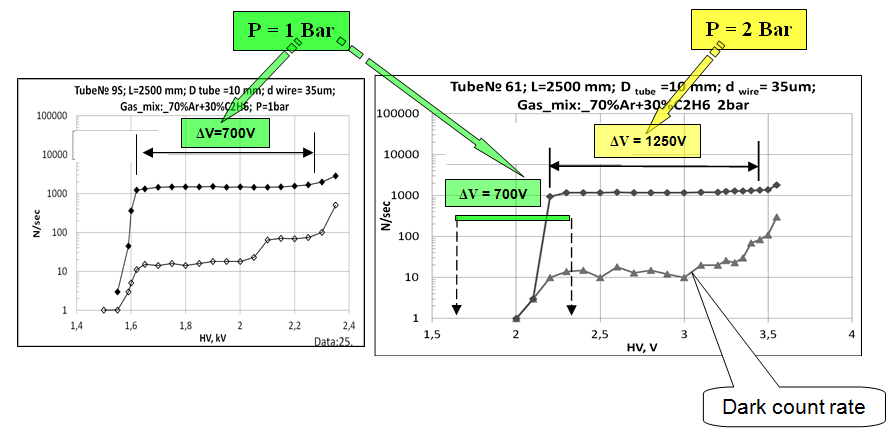 P = 1 Bar
P = 2 Bar
Tube№ 95; L=2500 mm; D tube =10 mm; d wire= 35um;
Gas_mix:_70%Ar+30%C2H6; P=1bar
100000
10000
1000
100
10
1
N/sec
ΔV=700V
1,4
1,6
1,8
2
2,2
2,4
HV, kV
Data:25.
Tube№ 61; L=2500 mm; D tube =10 mm; d wire= 35um;
Gas_mix:_70%Ar+30%C2H6 2bar
100000
10000
1000
100
10
1
N/sec
ΔV = 1250V
ΔV = 700V
1,5
2
2,5
3
3,5
4
HV, V
Dark count rate